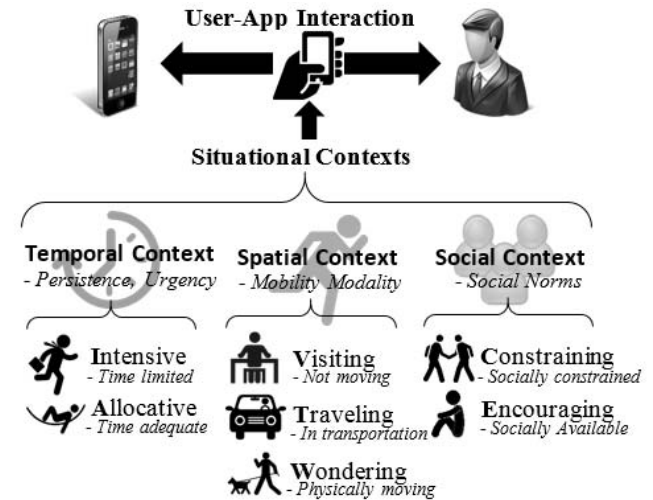 User-App Interaction
Situational Contexts
Temporal Context
- Persistence, Urgency
Spatial Context
- Mobility Modality
Social Context
- Social Norms
Intensive
- Time limited
Allocative
- Time adequate
Visiting
- Not moving
Traveling
- In transportation
Wondering
- Physically moving
Constraining
- Socially constrained
Encouraging
- Socially Available